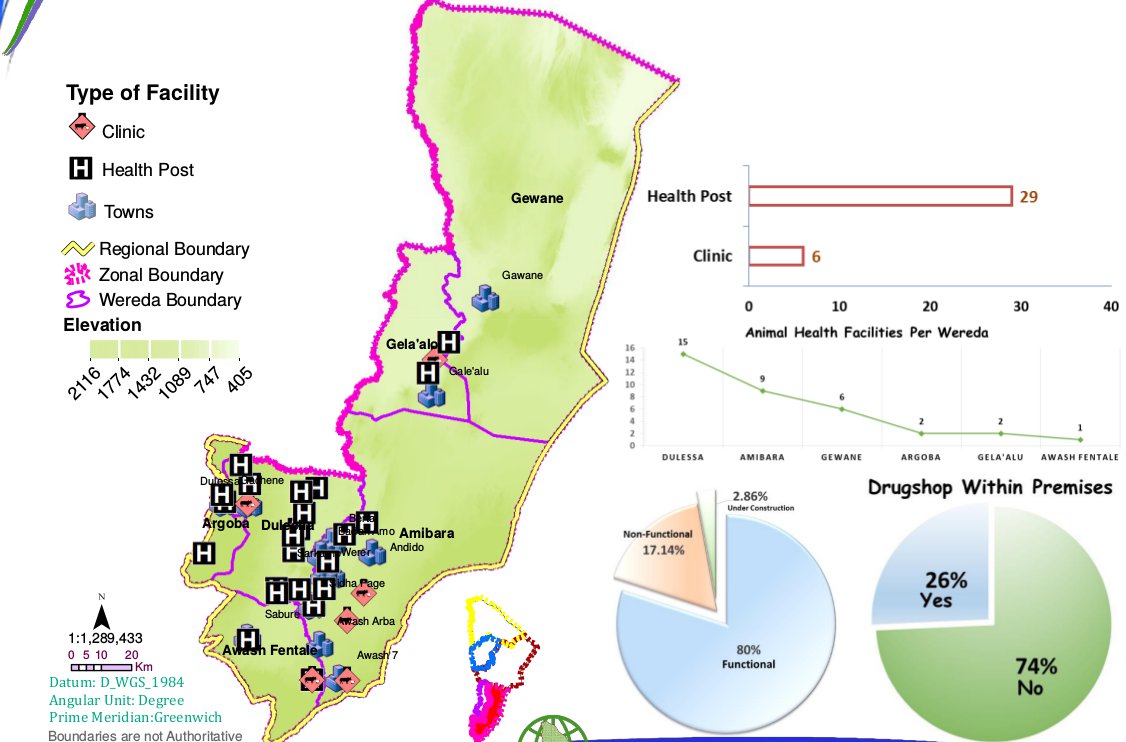 Type of Facility
Clinic
Health Post
Towns
Regional Boundary
Zonal Boundary
Wereda Boundary
Elevation
2116
1774
1432
1089
747
405
Gewane
Gawane
Gela'alo
Gale'alu
Dulessa
Argoba
Amibara
Andido
Werer
Sabure
Awash Arba
Awash Fentale
Awash 7
N
1:1,289,433
0 5 10 20
Km
Datum: D_WGS_1984
Angular Unit: Degree
Prime Meridian:Greenwich
Boundaries are not Authoritative
Health Post
29
Clinic
6
0 10 20 30 40
Animal Health Facilities Per Wereda
16
14
12
10
8
6
4
2
0
15
9
6
2
2
1
DULESSA AMIBARA GEWANE ARGOBA GELA'ALU AWASH FENTALE
2.86%
Under Construction
Non-Functional
17.14%
80%
Functional
Drugshop Within Premises
26%
Yes
74%
No